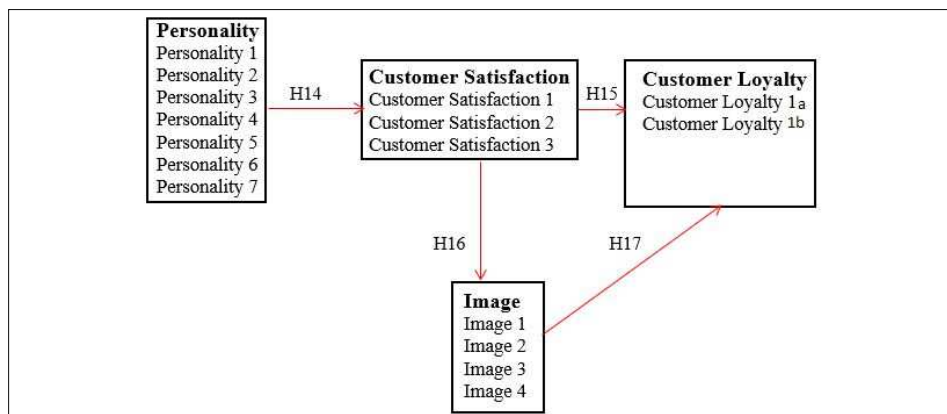 Personality
Personality 1
Personality 2
Personality 3
Personality 4
Personality 5
Personality 6
Personality 7
H14
Customer Satisfaction
Customer Satisfaction 1
Customer Satisfaction 2
Customer Satisfaction 3
H15
Customer Loyalty
Customer Loyalty 1a
Customer Loyalty 1b
H16
H17
Image
Image 1
Image 2
Image 3
Image 4